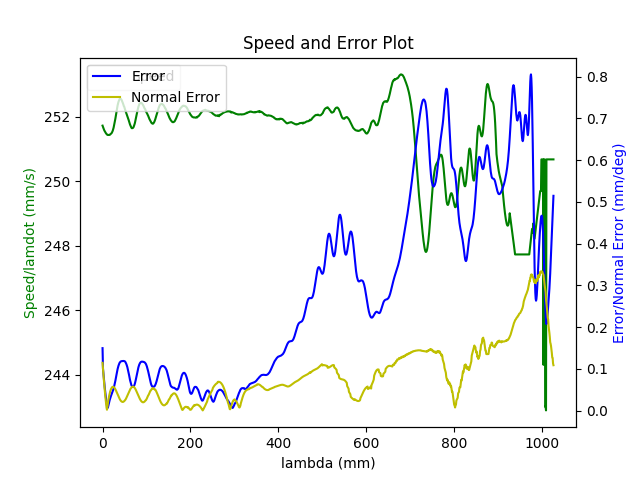 Speed and Error Plot
Error
Normal Error
252
250
248
246
244
0.8
0.7
0.6
0.5
0.4
0.3
0.2
0.1
0.0
0 200 400 600 800 1000
lambda (mm)
Speed/lamdot (mm/s)
Error/Normal Error (mm/deg)